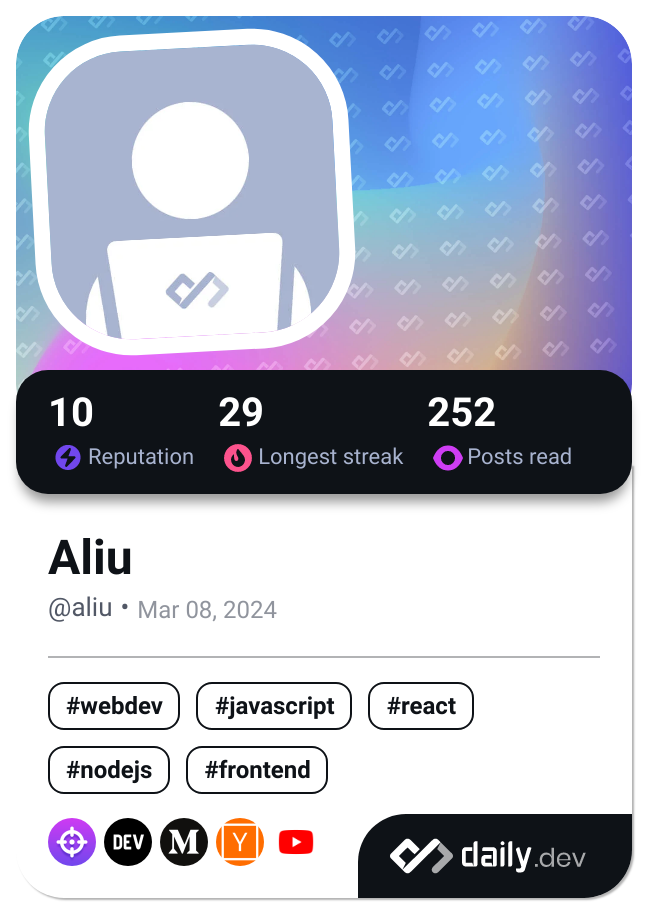 10 29 252
Reputation Longest streak Posts read
Aliu
@aliu • Mar 08, 2024
#webdev #javascript #react
#nodejs #frontend
DEV M Y daily.dev